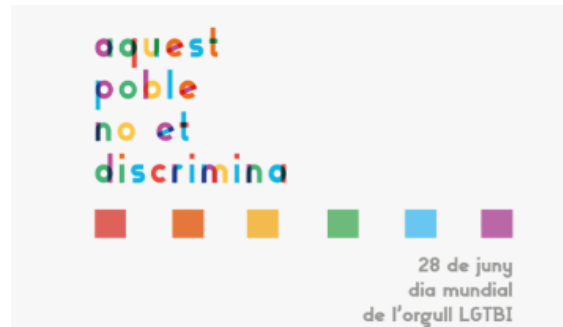 aquest
poble
no et
discrimina
28 de juny
dia mundial
de l'orgull LGTBI